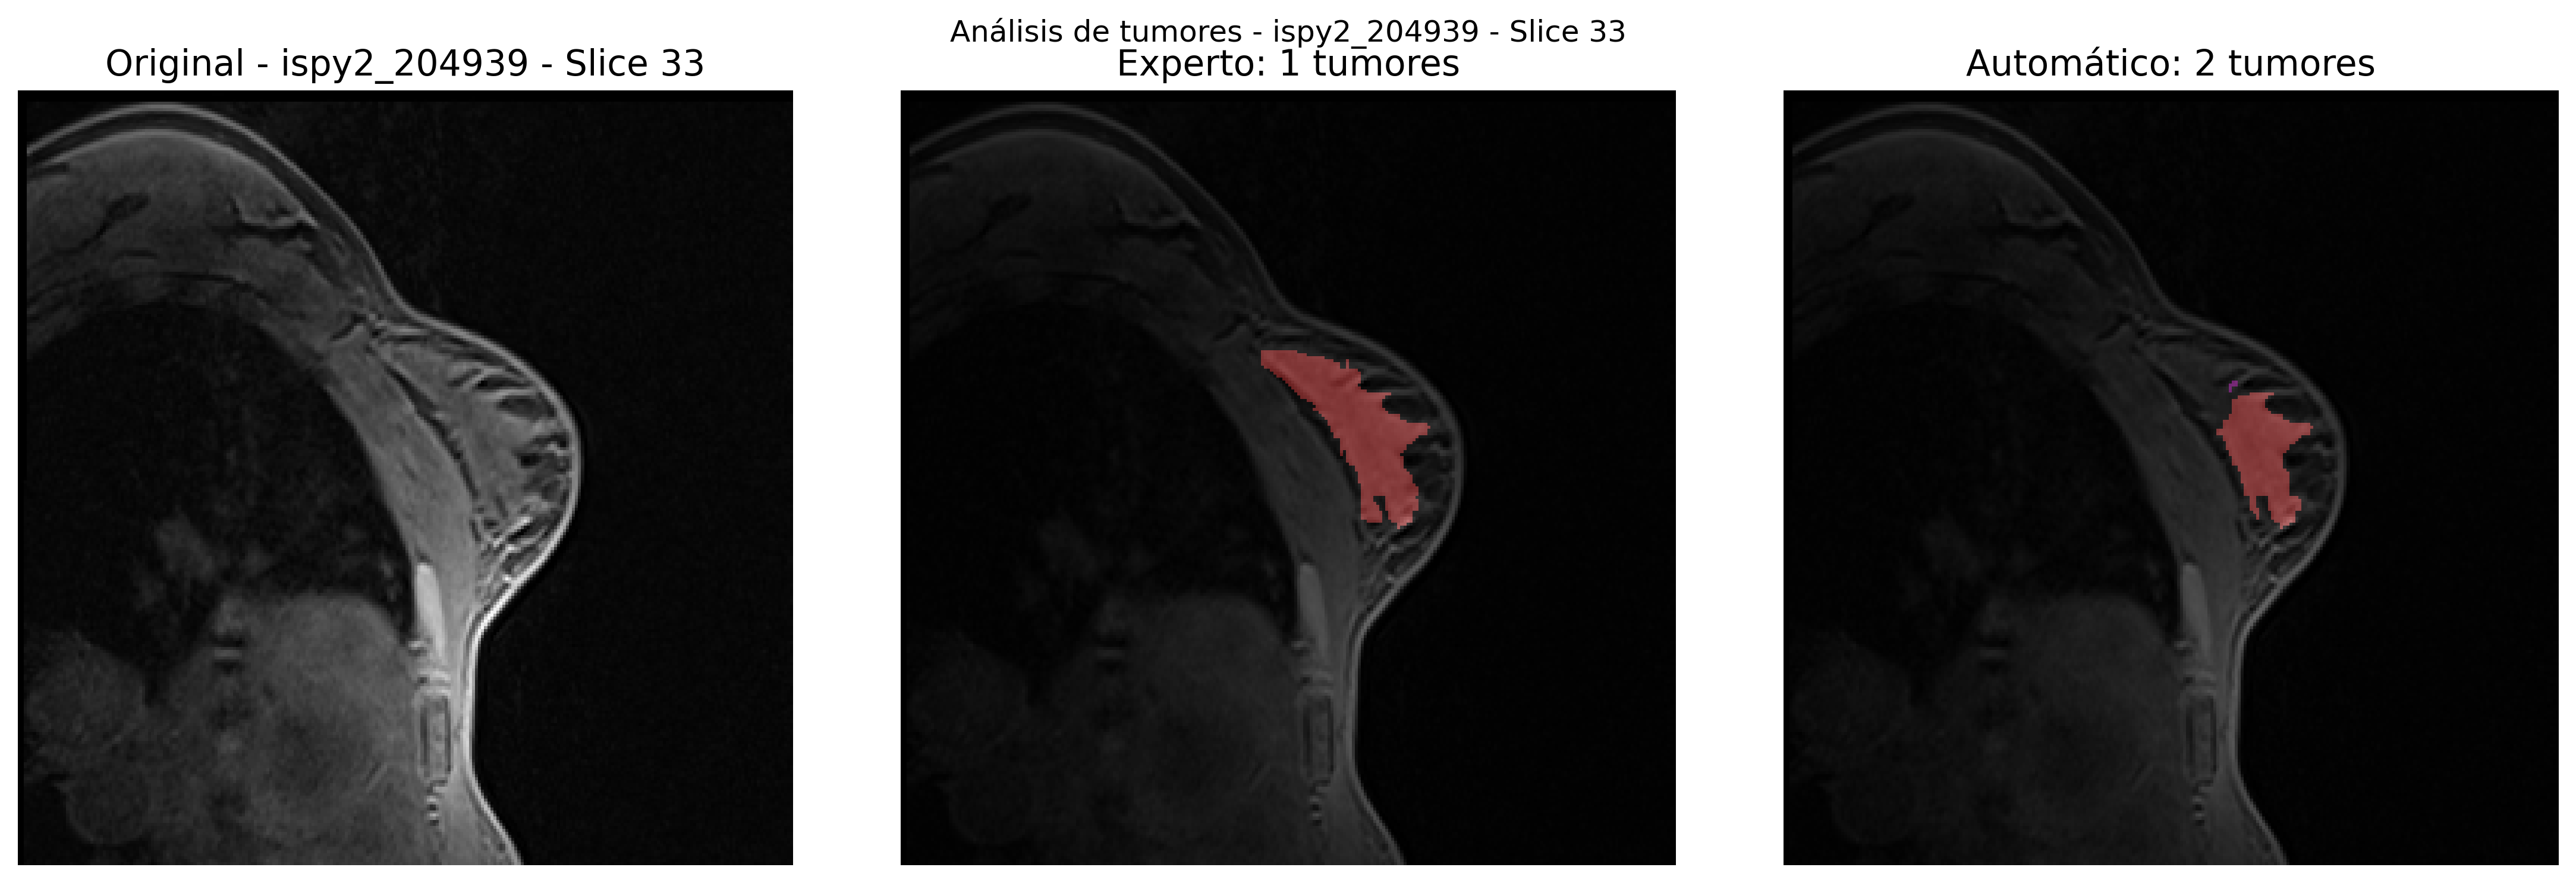 Análisis de tumores - ispy2_204939 - Slice 33
Original - ispy2_204939 - Slice 33
Experto: 1 tumores
Automático: 2 tumores